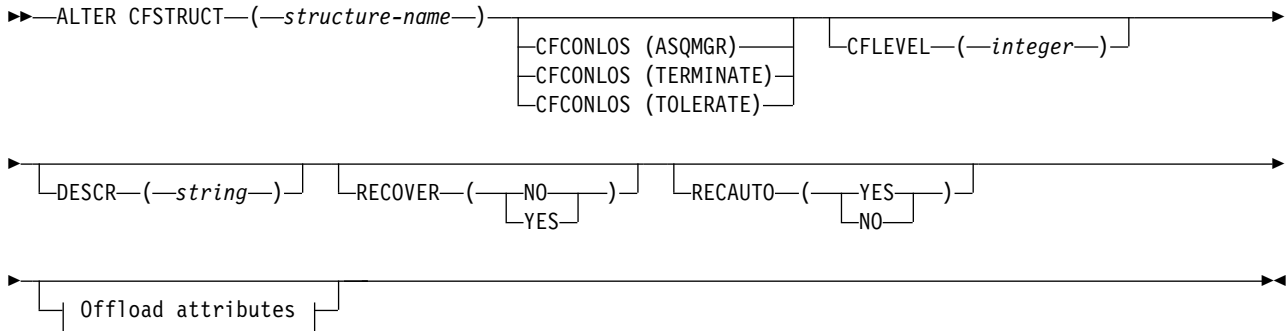 ALTER CFSTRUCT ( structure-name )
CFCONLOS (ASQMGR)
CFCONLOS (TERMINATE)
CFCONLOS (TOLERATE)
CFLEVEL ( integer )
DESCR ( string )
RECOVER ( NO )
YES
RECAUTO ( YES )
NO
Offload attributes